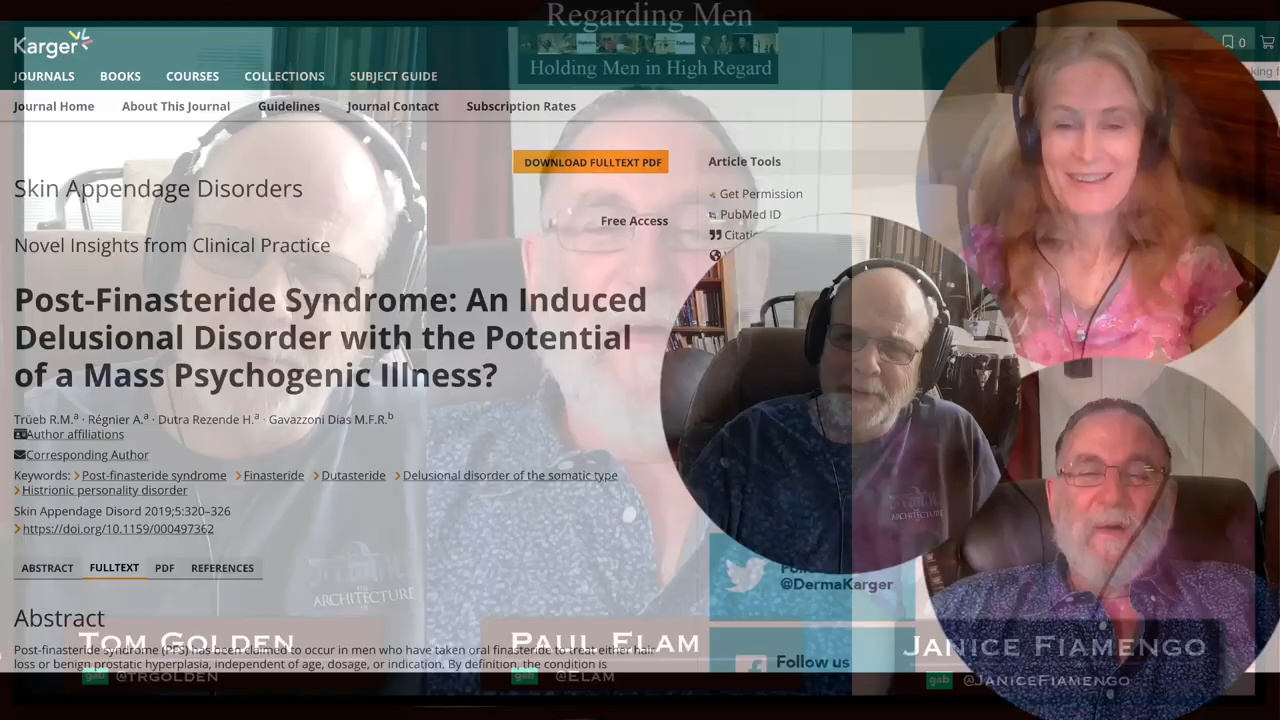 Regarding Men
Holding Men in High Regard
Karger
0
JOURNALS BOOKS COURSES COLLECTIONS SUBJECT GUIDE
king f
Journal Home About This Journal Guidelines Journal Contact Subscription Rates
DOWNLOAD FULLTEXT PDF
Article Tools
Skin Appendage Disorders
Get Permission
PubMed ID
Free Access
Citatio
Novel Insights from Clinical Practice
Post-Finasteride Syndrome: An Induced
Delusional Disorder with the Potential
of a Mass Psychogenic Illness?
Trüeb R.M.a · Régnier A.a · Dutra Rezende H.a · Gavazzoni Dias M.F.R.b
Author affiliations
Corresponding Author
Keywords: Post-finasteride syndrome Finasteride Dutasteride Delusional disorder of the somatic type
Histrionic personality disorder
Skin Appendage Disord 2019;5:320–326
https://doi.org/10.1159/000497362
ARCHITECTURE
ABSTRACT FULLTEXT PDF REFERENCES
@DermaKarger
ARCHITECTURE
Abstract
Tom Golden
Paul Elam
Janice Fiamengo
Post-finasteride syndrome (PFS) has been claimed to occur in men who have taken oral finasteride to treat either hair
loss or benign prostatic hyperplasia, independent of age, dosage, or indication. By definition, the condition is
Follow us
gab @TRGolden
gab @Elam
gab @JaniceFiamengo